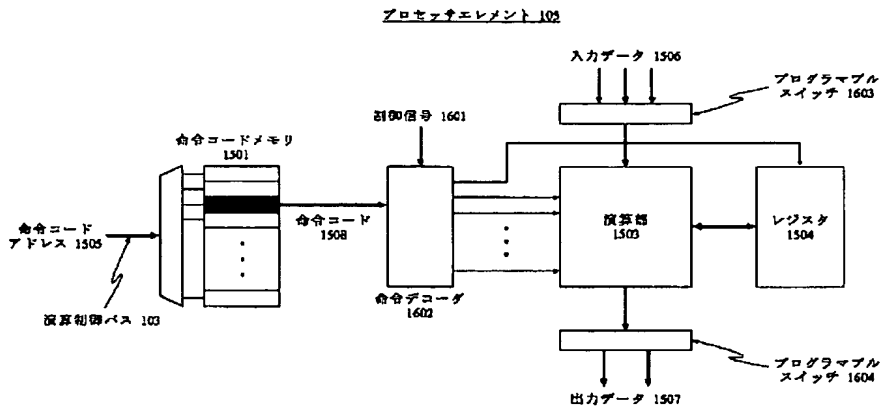 プロセッサエレメント 105
入力データ 1506
プログラマブル
スイッチ 1603
制御信号 1601
命令コードメモリ
1501
命令コード
1508
演算器
1503
レジスタ
1504
命令コード
アドレス 1505
命令デコーダ
1602
演算制御バス 103
プログラマブル
スイッチ 1604
出力データ 1507